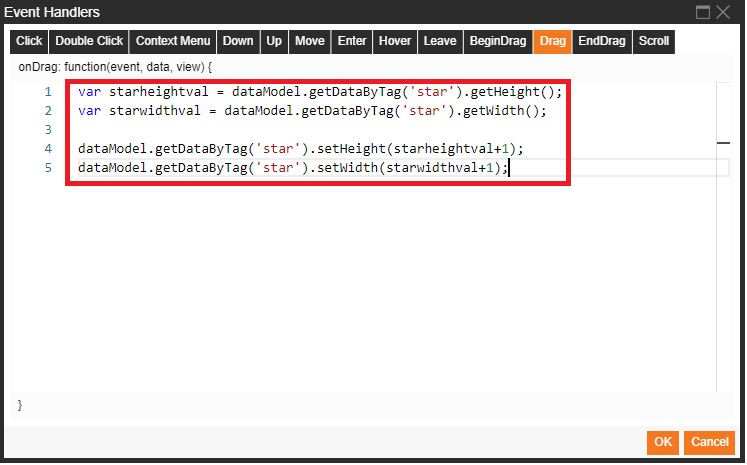 Event Handlers
Click Double Click Context Menu Down Up Move Enter Hover Leave BeginDrag Drag EndDrag Scroll
onDrag: function(event, data, view) {
1 var starheightval = dataModel.getDataByTag('star').getHeight();
2 var starwidthval = dataModel.getDataByTag('star').getWidth();
3
4 dataModel.getDataByTag('star').setHeight(starheightval+1);
5 dataModel.getDataByTag('star').setWidth(starwidthval+1);
}
OK Cancel